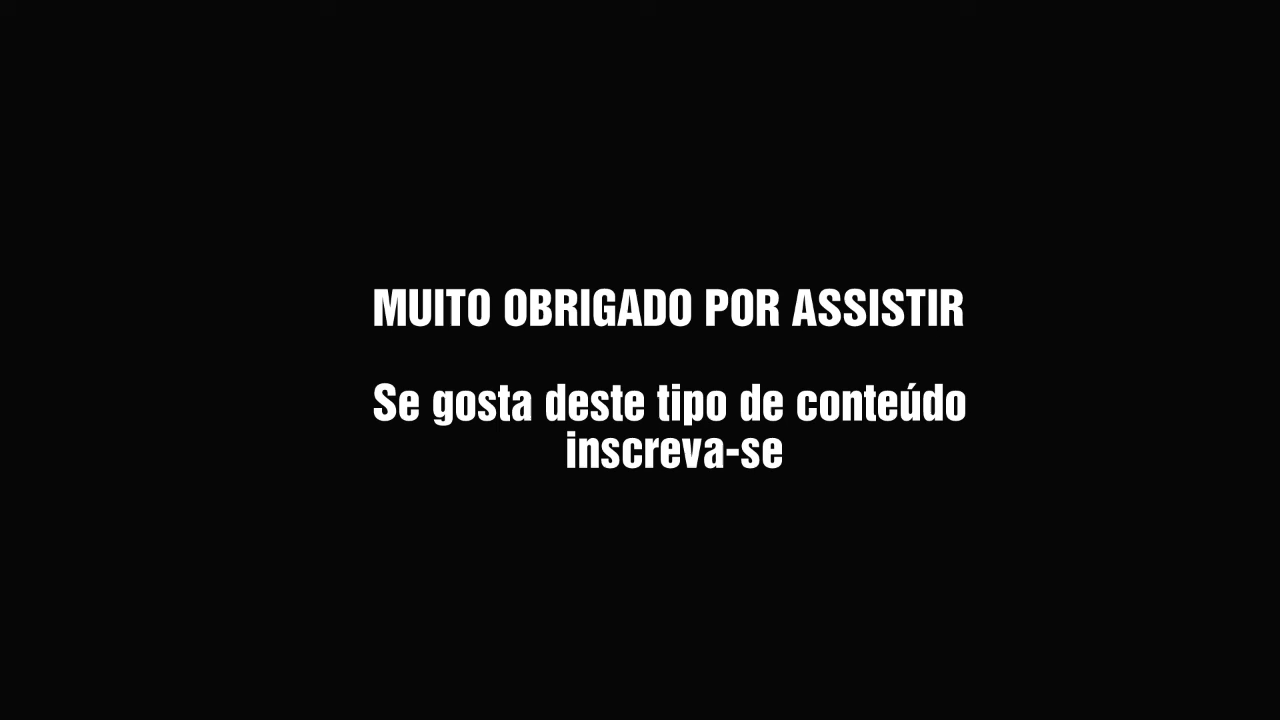 MUITO OBRIGADO POR ASSISTIR
Se gosta deste tipo de conteúdo
inscreva-se